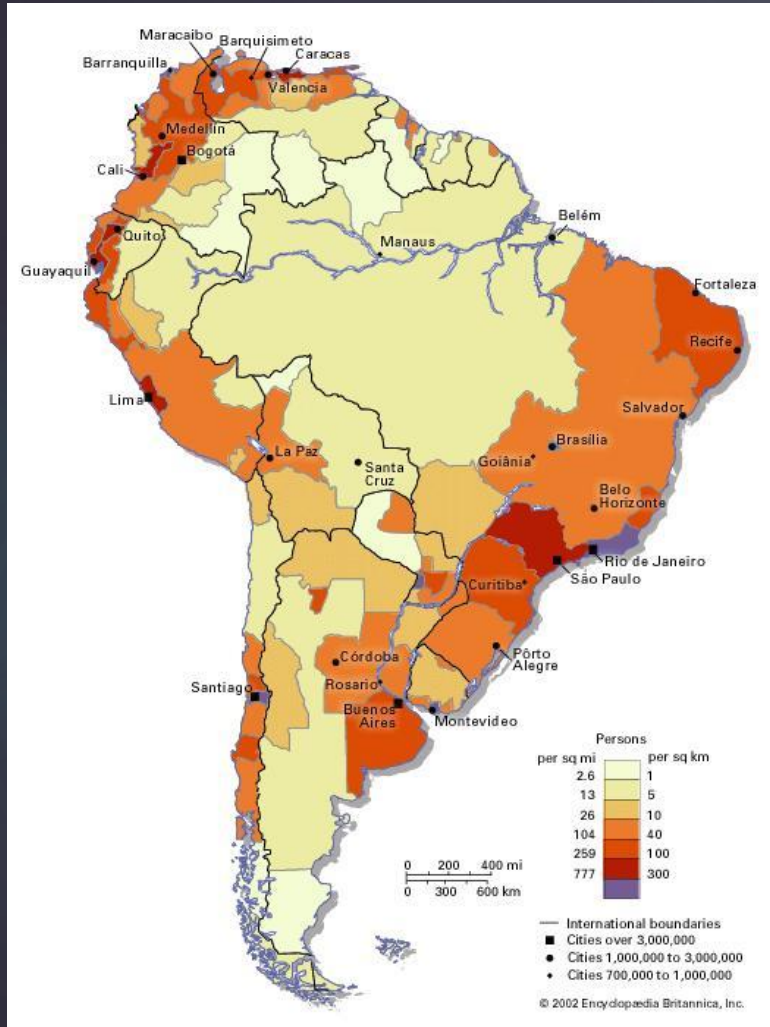 Maracaibo
Barquisimeto
Caracas
Barranquilla
Valencia
Medellín
Bogotá
Cali
Quito
Guayaquil
Manaus
Belém
Fortaleza
Recife
Lima
Salvador
La Paz
Santa
Cruz
Goiânia
Brasília
Belo
Horizonte
Rio de Janeiro
São Paulo
Curitiba
Pôrto
Alegre
Córdoba
Santiago
Rosario
Buenos
Aires
Montevideo
Persons
per sq mi per sq km
2.6 1
13 5
26 10
104 40
259 100
777 300
0 200 400 mi
0 300 600 km
International boundaries
Cities over 3,000,000
Cities 1,000,000 to 3,000,000
Cities 700,000 to 1,000,000
© 2002 Encyclopædia Britannica, Inc.